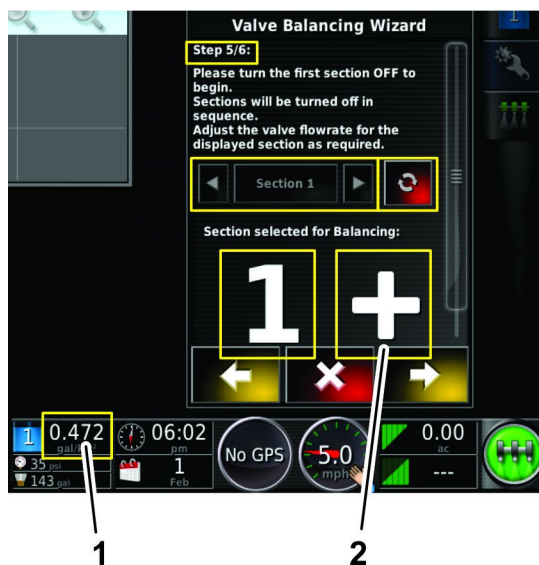 1
Valve Balancing Wizard
Step 5/6:
Please turn the first section OFF to
begin.
Sections will be turned off in
sequence.
Adjust the valve flowrate for the
displayed section as required.
Section 1
Section selected for Balancing:
1 +
1 0.472
35 psi
143 gal
06:02
pm
1
Feb
No GPS
5.0
mph
0.00
ac
---
1 2